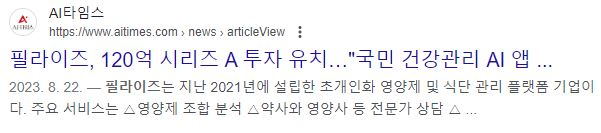 AI타임스
https://www.aitimes.com › news › articleView
필라이즈, 120억 시리즈 A 투자 유치…"국민 건강관리 AI 앱 ...
2023. 8. 22. — 필라이즈는 지난 2021년에 설립한 초개인화 영양제 및 식단 관리 플랫폼 기업이
다. 주요 서비스는 △영양제 조합 분석 △약사와 영양사 등 전문가 상담 △ ...